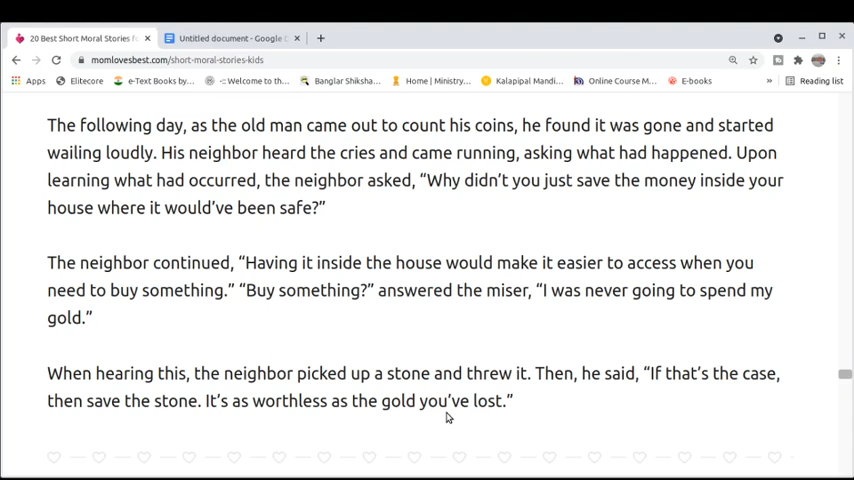 20 Best Short Moral Stories f
Untitled document - Google
momlovesbest.com/short-moral-stories-kids
Apps Elitecore e-Text Books by... -:: Welcome to th... Banglar Shiksha... Home | Ministry... Kalapipal Mandi... Online Course M... E-books » Reading list
The following day, as the old man came out to count his coins, he found it was gone and started
wailing loudly. His neighbor heard the cries and came running, asking what had happened. Upon
learning what had occurred, the neighbor asked, “Why didn’t you just save the money inside your
house where it would’ve been safe?”
The neighbor continued, “Having it inside the house would make it easier to access when you
need to buy something.” “Buy something?” answered the miser, “I was never going to spend my
gold.”
When hearing this, the neighbor picked up a stone and threw it. Then, he said, “If that’s the case,
then save the stone. It’s as worthless as the gold you’ve lost.”